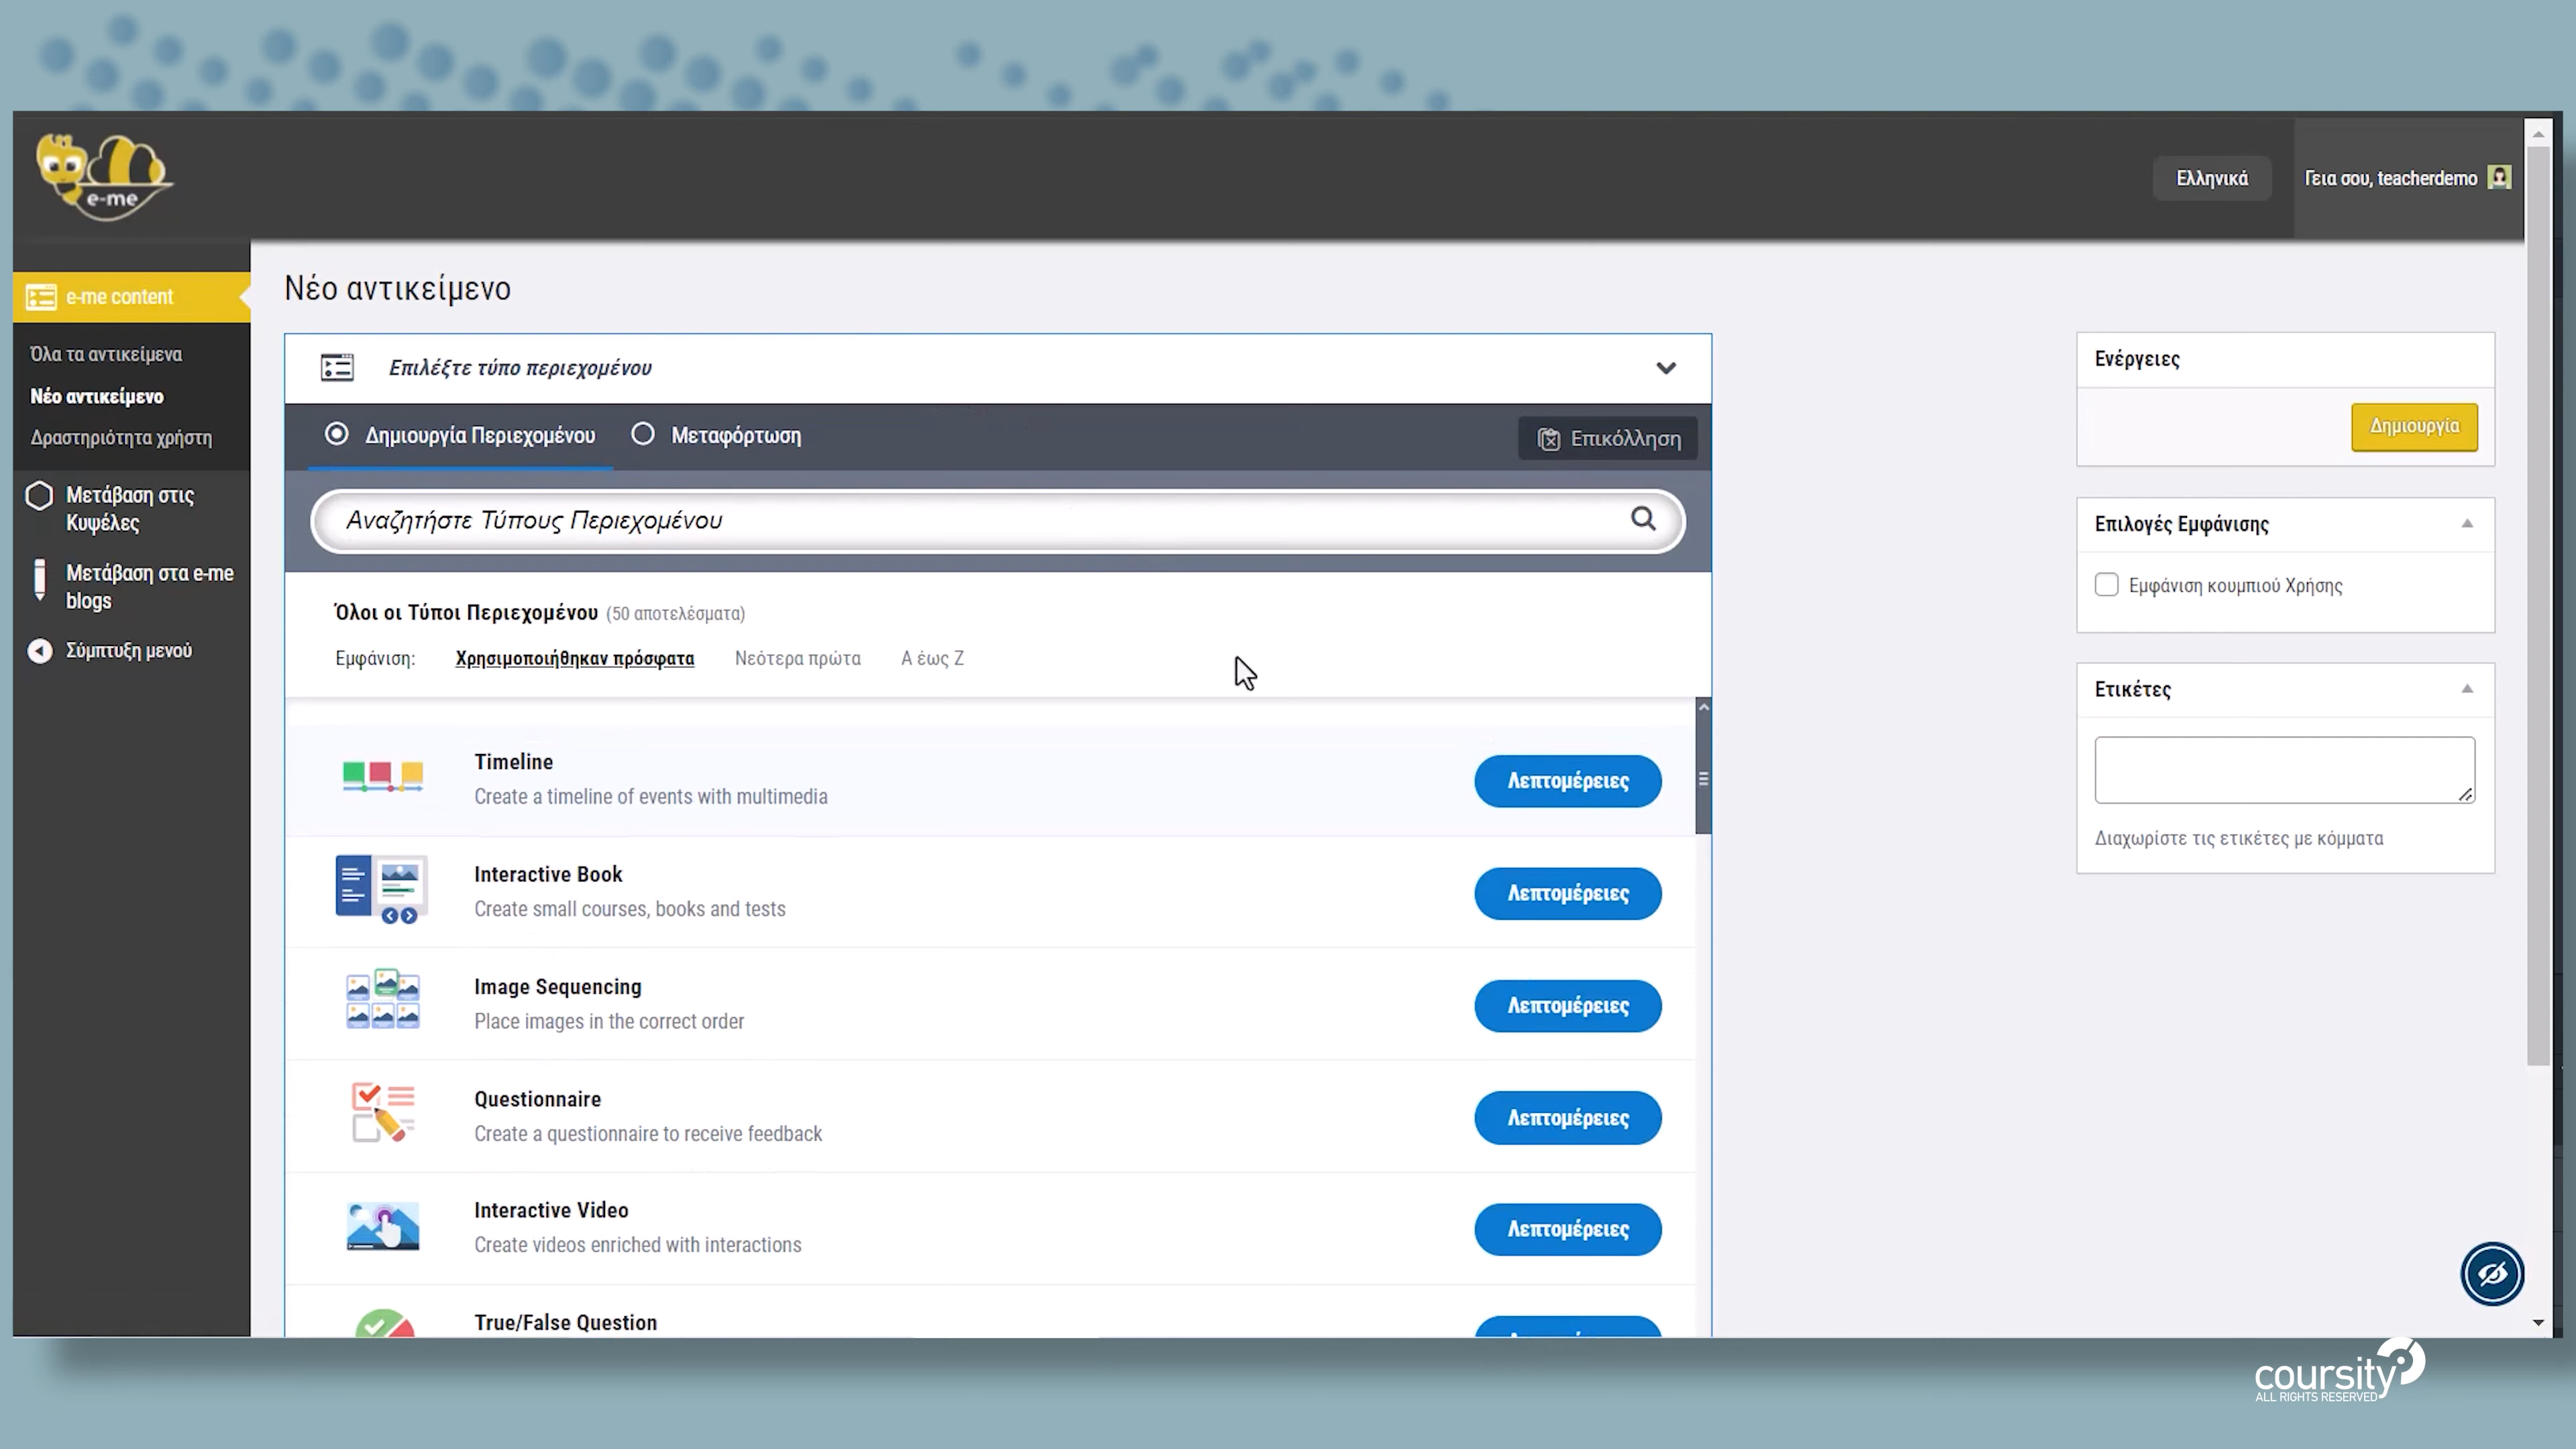 e-me
Ελληνικά
Γεια σου, teacherdemo
e-me content
Όλα τα αντικείμενα
Νέο αντικείμενο
Δραστηριότητα χρήστη
Μετάβαση στις
Κυψέλες
Μετάβαση στα e-me
blogs
Σύμπτυξη μενού
Νέο αντικείμενο
Επιλέξτε τύπο περιεχομένου
Δημιουργία Περιεχομένου
Μεταφόρτωση
Επικόλληση
Αναζητήστε Τύπους Περιεχομένου
Όλοι οι Τύποι Περιεχομένου (50 αποτελέσματα)
Εμφάνιση: Χρησιμοποιήθηκαν πρόσφατα Νεότερα πρώτα Α έως Ζ
Timeline
Create a timeline of events with multimedia
Λεπτομέρειες
Interactive Book
Create small courses, books and tests
Λεπτομέρειες
Image Sequencing
Place images in the correct order
Λεπτομέρειες
Questionnaire
Create a questionnaire to receive feedback
Λεπτομέρειες
Interactive Video
Create videos enriched with interactions
Λεπτομέρειες
True/False Question
Ενέργειες
Δημιουργία
Επιλογές Εμφάνισης
Εμφάνιση κουμπιού Χρήσης
Ετικέτες
Διαχωρίστε τις ετικέτες με κόμματα
coursity
ALL RIGHTS RESERVED